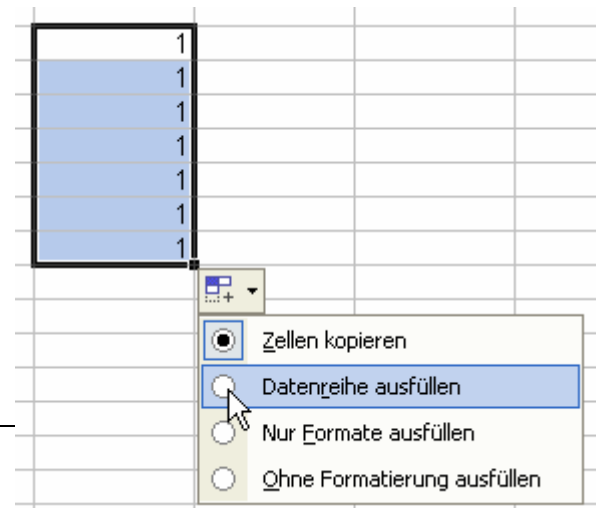 1
1
1
1
1
1
1
Zellen kopieren
Datenreihe ausfüllen
Nur Formate ausfüllen
Ohne Formatierung ausfüllen